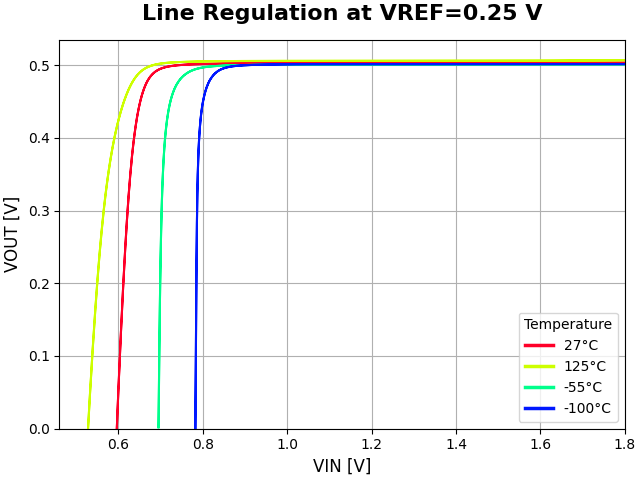 Line Regulation at VREF=0.25 V
VOUT [V]
0.5
0.4
0.3
0.2
0.1
0.0
0.6
0.8
1.0
1.2
1.4
1.6
1.8
VIN [V]
Temperature
27°C
125°C
-55°C
-100°C